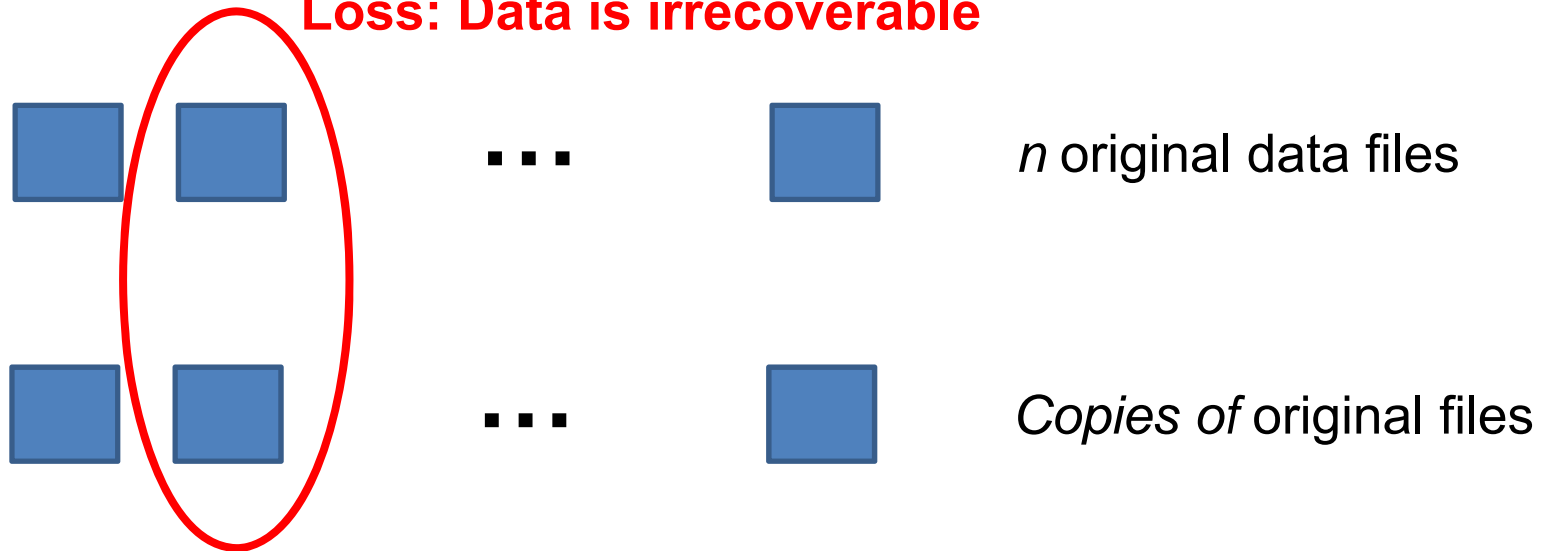 Loss: Data is irrecoverable
... n original data files
... Copies of original files